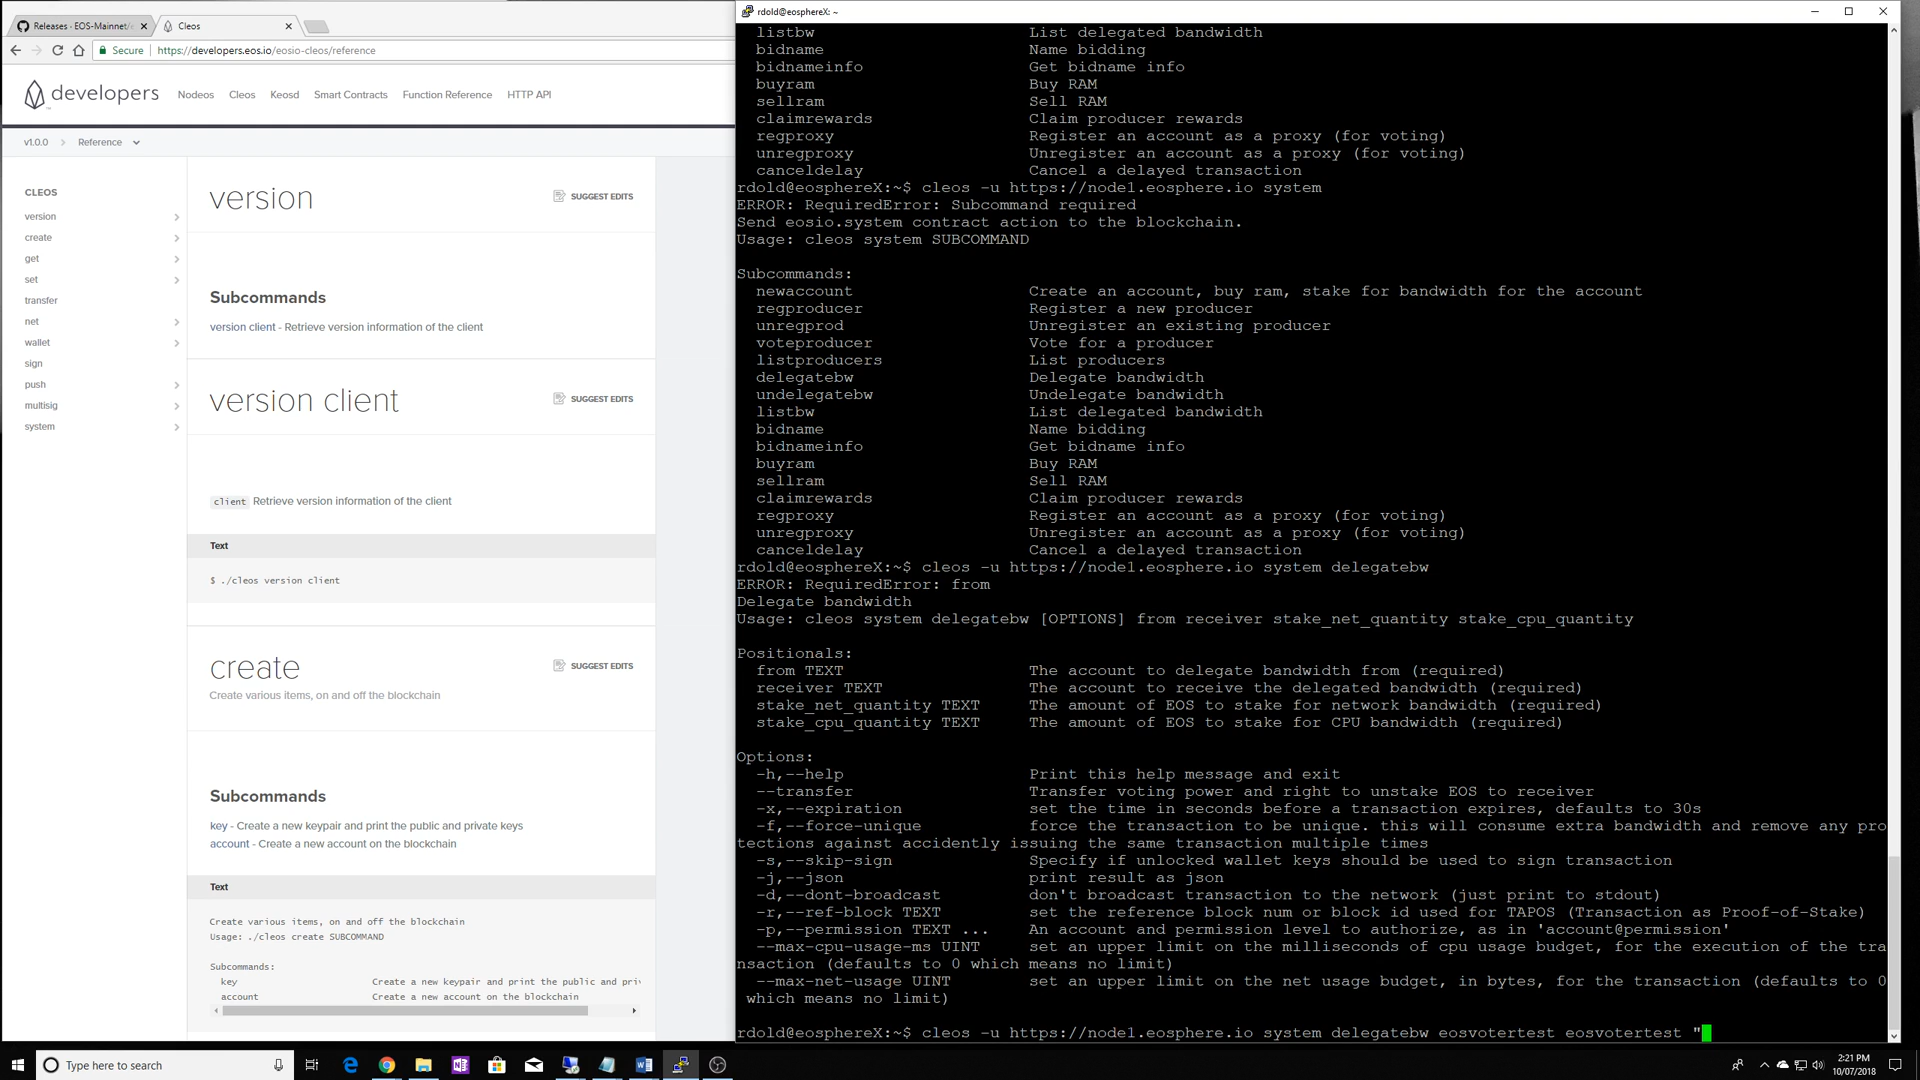 Releases · EOS-Mainnet/
Cleos
Secure
https://developers.eos.io/eosio-cleos/reference
developers
Nodeos
Cleos
Keosd
Smart Contracts
Function Reference
HTTP API
v1.0.0
Reference
CLEOS
version
create
get
set
transfer
net
wallet
sign
push
multisig
system
version
SUGGEST EDITS
Subcommands
version client - Retrieve version information of the client
version client
SUGGEST EDITS
client Retrieve version information of the client
Text
$ ./cleos version client
create
SUGGEST EDITS
Create various items, on and off the blockchain
Subcommands
key - Create a new keypair and print the public and private keys
account - Create a new account on the blockchain
Text
Create various items, on and off the blockchain
Usage: ./cleos create SUBCOMMAND
Subcommands:
key Create a new keypair and print the public and priv
account Create a new account on the blockchain
rdold@eosphereX: ~
listbw List delegated bandwidth
bidname Name bidding
bidnameinfo Get bidname info
buyram Buy RAM
sellram Sell RAM
claimrewards Claim producer rewards
regproxy Register an account as a proxy (for voting)
unregproxy Unregister an account as a proxy (for voting)
canceldelay Cancel a delayed transaction
rdold@eosphereX:~$ cleos -u https://node1.eosphere.io system
ERROR: RequiredError: Subcommand required
Send eosio.system contract action to the blockchain.
Usage: cleos system SUBCOMMAND
Subcommands:
newaccount Create an account, buy ram, stake for bandwidth for the account
regproducer Register a new producer
unregprod Unregister an existing producer
voteproducer Vote for a producer
listproducers List producers
delegatebw Delegate bandwidth
undelegatebw Undelegate bandwidth
listbw List delegated bandwidth
bidname Name bidding
bidnameinfo Get bidname info
buyram Buy RAM
sellram Sell RAM
claimrewards Claim producer rewards
regproxy Register an account as a proxy (for voting)
unregproxy Unregister an account as a proxy (for voting)
canceldelay Cancel a delayed transaction
rdold@eosphereX:~$ cleos -u https://node1.eosphere.io system delegatebw
ERROR: RequiredError: from
Delegate bandwidth
Usage: cleos system delegatebw [OPTIONS] from receiver stake_net_quantity stake_cpu_quantity
Positionals:
from TEXT The account to delegate bandwidth from (required)
receiver TEXT The account to receive the delegated bandwidth (required)
stake_net_quantity TEXT The amount of EOS to stake for network bandwidth (required)
stake_cpu_quantity TEXT The amount of EOS to stake for CPU bandwidth (required)
Options:
-h,--help Print this help message and exit
--transfer Transfer voting power and right to unstake EOS to receiver
-x,--expiration set the time in seconds before a transaction expires, defaults to 30s
-f,--force-unique force the transaction to be unique. this will consume extra bandwidth and remove any pro
tections against accidently issuing the same transaction multiple times
-s,--skip-sign Specify if unlocked wallet keys should be used to sign transaction
-j,--json print result as json
-d,--dont-broadcast don't broadcast transaction to the network (just print to stdout)
-r,--ref-block TEXT set the reference block num or block id used for TAPOS (Transaction as Proof-of-Stake)
-p,--permission TEXT ... An account and permission level to authorize, as in 'account@permission'
--max-cpu-usage-ms UINT set an upper limit on the milliseconds of cpu usage budget, for the execution of the tra
nsaction (defaults to 0 which means no limit)
--max-net-usage UINT set an upper limit on the net usage budget, in bytes, for the transaction (defaults to 0
which means no limit)
rdold@eosphereX:~$ cleos -u https://node1.eosphere.io system delegatebw eosvotertest eosvotertest "
Type here to search
2:21 PM
10/07/2018